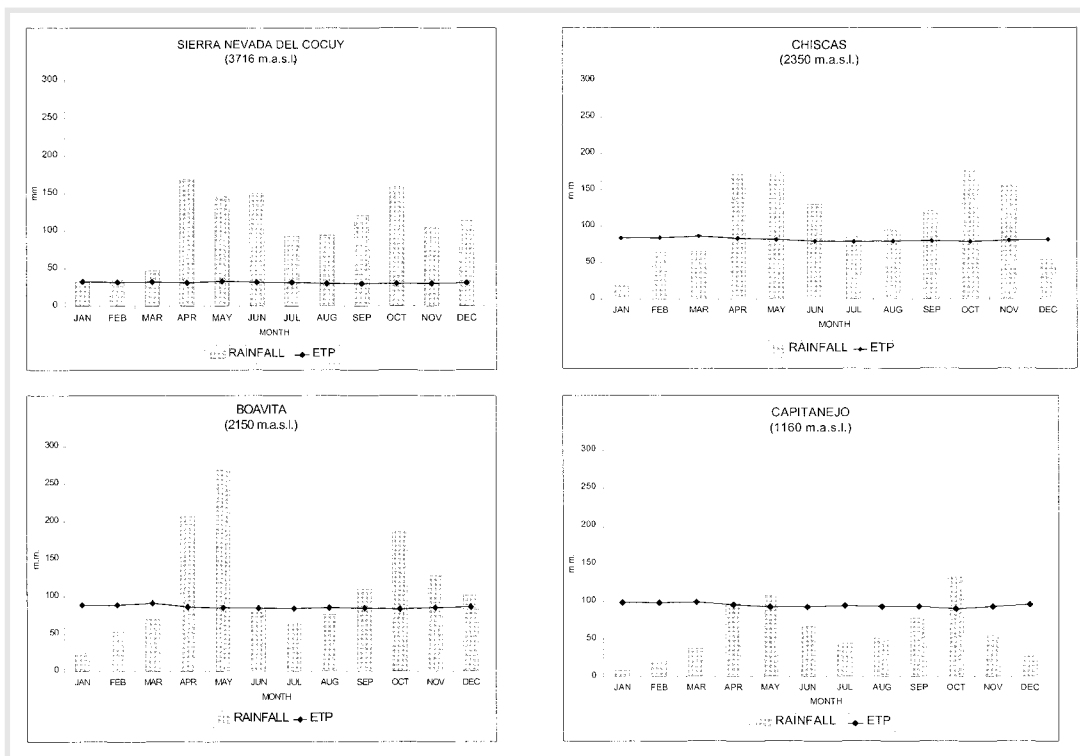 SIERRA NEVADA DEL COCUY
(3716 m.a.s.l)
300
250
200
150
100
50
0
mm
JAN FEB MAR APR MAY JUN JUL AUG SEP OCT NOV DEC
MONTH
RAINFALL ETP
CHISCAS
(2350 m.a.s.l.)
300
250
200
150
100
50
0
m.m.
JAN FEB MAR APR MAY JUN JUL AUG SEP OCT NOV DEC
MONTH
RAINFALL ETP
BOAVITA
(2150 m.a.s.l.)
300
250
200
150
100
50
0
m.m.
JAN FEB MAR APR MAY JUN JUL AUG SEP OCT NOV DEC
MONTH
RAINFALL ETP
CAPITANEJO
(1160 m.a.s.l.)
300
250
200
150
100
50
0
m.m.
JAN FEB MAR APR MAY JUN JUL AUG SEP OCT NOV DEC
MONTH
RAINFALL ETP